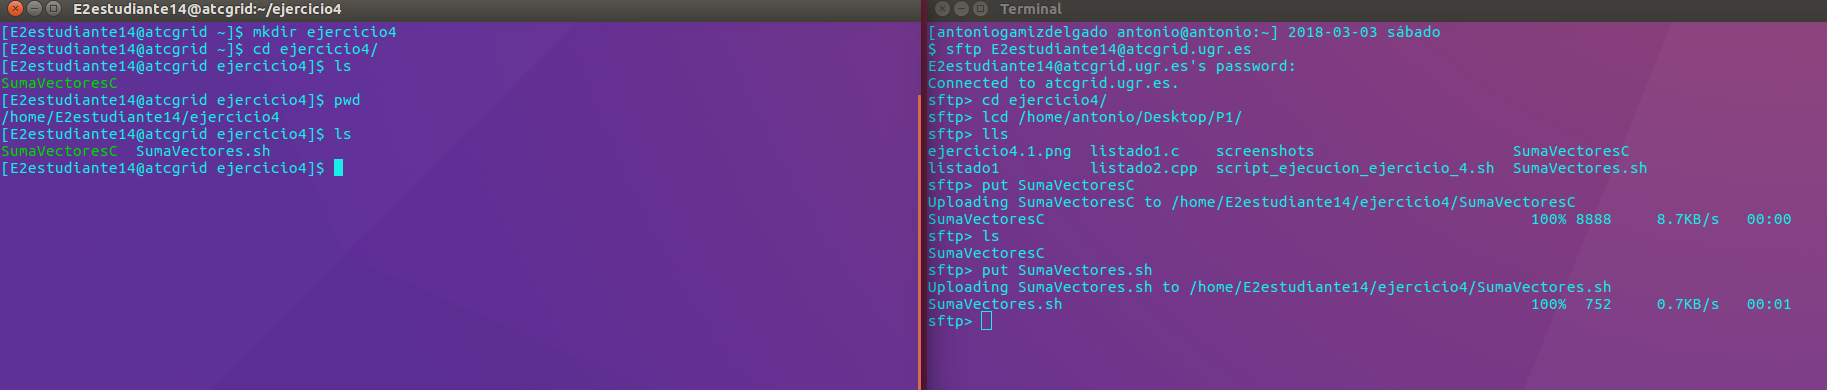 E2estudiante14@atcgrid:~/ejercicio4
[E2estudiante14@atcgrid ~]$ mkdir ejercicio4
[E2estudiante14@atcgrid ~]$ cd ejercicio4/
[E2estudiante14@atcgrid ejercicio4]$ ls
SumaVectoresC
[E2estudiante14@atcgrid ejercicio4]$ pwd
/home/E2estudiante14/ejercicio4
[E2estudiante14@atcgrid ejercicio4]$ ls
SumaVectoresC  SumaVectores.sh
[E2estudiante14@atcgrid ejercicio4]$
Terminal
[antoniogamizdelgado antonio@antonio:~] 2018-03-03 sábado
$ sftp E2estudiante14@atcgrid.ugr.es
E2estudiante14@atcgrid.ugr.es's password:
Connected to atcgrid.ugr.es.
sftp> cd ejercicio4/
sftp> lcd /home/antonio/Desktop/P1/
sftp> lls
ejercicio4.1.png  listado1.c    screenshots                      SumaVectoresC
listado1          listado2.cpp  script_ejecucion_ejercicio_4.sh  SumaVectores.sh
sftp> put SumaVectoresC
Uploading SumaVectoresC to /home/E2estudiante14/ejercicio4/SumaVectoresC
SumaVectoresC                                                      100% 8888     8.7KB/s   00:00
sftp> ls
SumaVectoresC
sftp> put SumaVectores.sh
Uploading SumaVectores.sh to /home/E2estudiante14/ejercicio4/SumaVectores.sh
SumaVectores.sh                                                    100%  752     0.7KB/s   00:01
sftp>